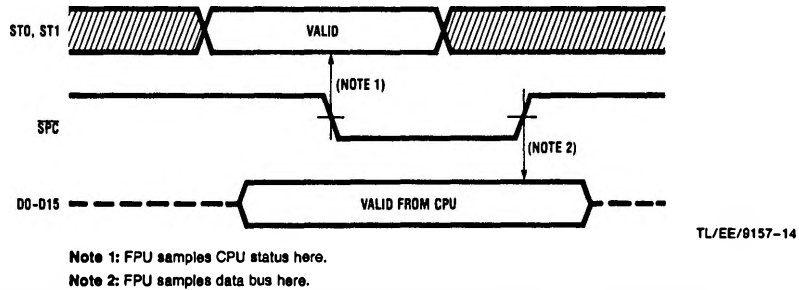 ST0, ST1
VALID
(NOTE 1)
SPC
(NOTE 2)
D0-D15
VALID FROM CPU
TL/EE/9157-14
Note 1: FPU samples CPU status here.
Note 2: FPU samples data bus here.